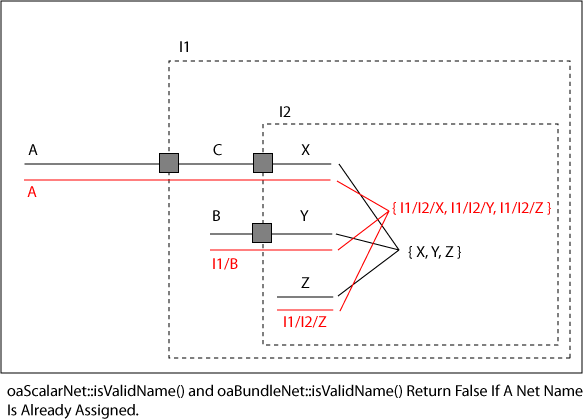 I1
I2
A
C
X
A
{ I1/I2/X, I1/I2/Y, I1/I2/Z }
B
Y
{ X, Y, Z }
I1/B
Z
I1/I2/Z
oaScalarNet::isValidName() and oaBundleNet::isValidName() Return False If A Net Name
Is Already Assigned.